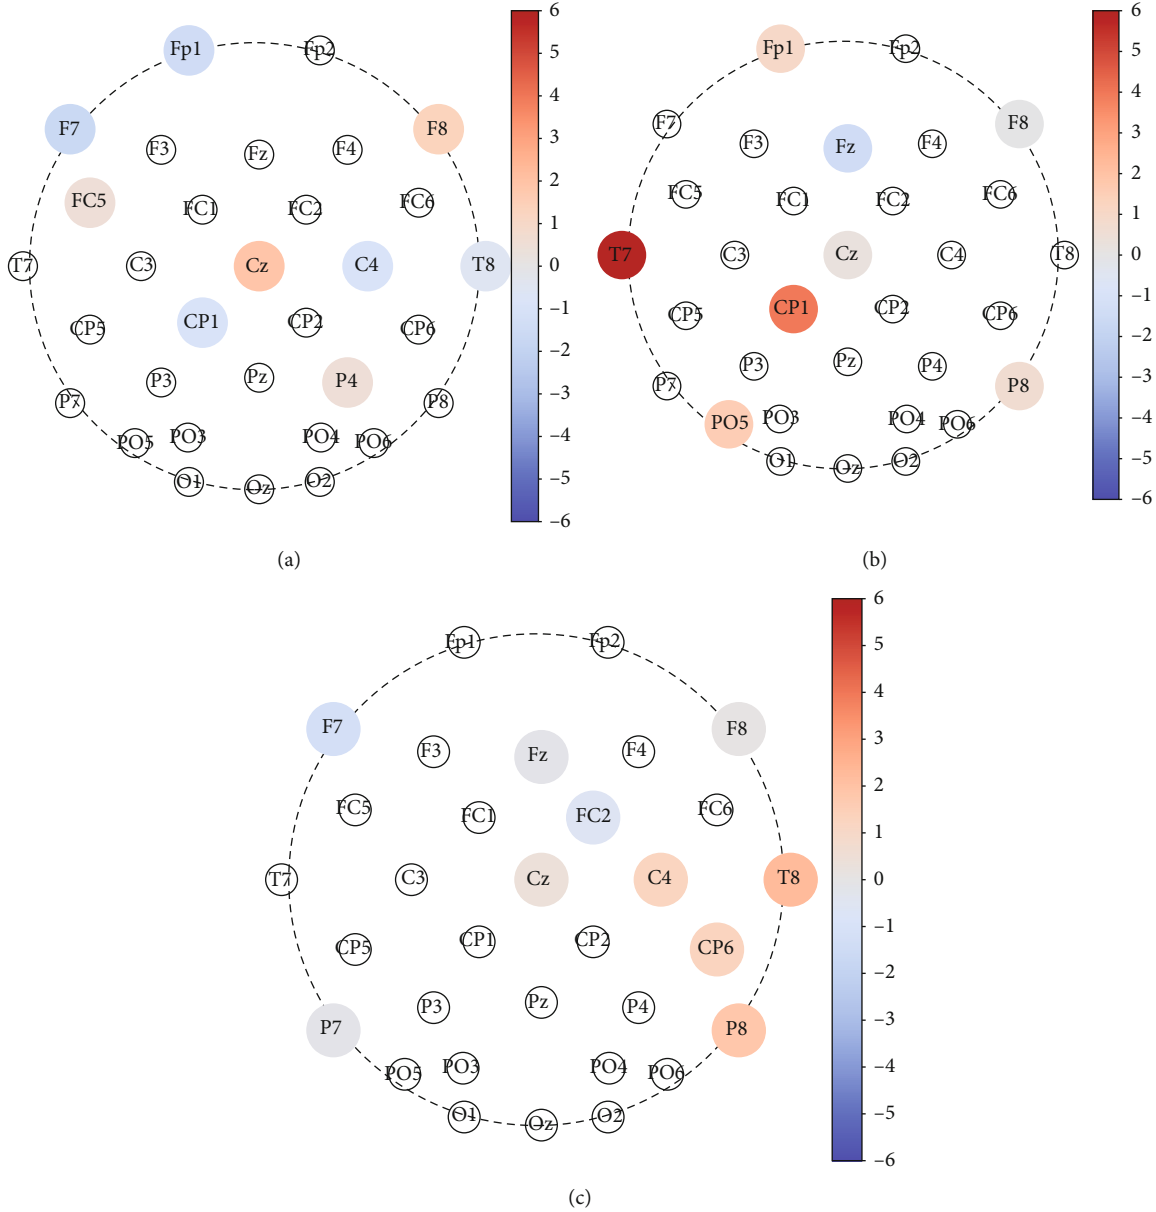 Fp1 Fp2
F7 F8
F3 Fz F4
FC5 FC1 FC2 FC6
T7 C3 Cz C4 T8
CP5 CP1 CP2 CP6
P3 Pz P4
P7 P8
PO5 PO3 PO4 PO6
O1 Oz O2
6
5
4
3
2
1
0
–1
–2
–3
–4
–5
–6
(a)
Fp1 Fp2
F7 F8
F3 Fz F4
FC5 FC1 FC2 FC6
T7 C3 Cz C4 T8
CP5 CP1 CP2 CP6
P3 Pz P4
P7 P8
PO5 PO3 PO4 PO6
O1 Oz O2
6
5
4
3
2
1
0
–1
–2
–3
–4
–5
–6
(b)
Fp1 Fp2
F7 F8
F3 Fz F4
FC5 FC1 FC2 FC6
T7 C3 Cz C4 T8
CP5 CP1 CP2 CP6
P3 Pz P4
P7 P8
PO5 PO3 PO4 PO6
O1 Oz O2
6
5
4
3
2
1
0
–1
–2
–3
–4
–5
–6
(c)